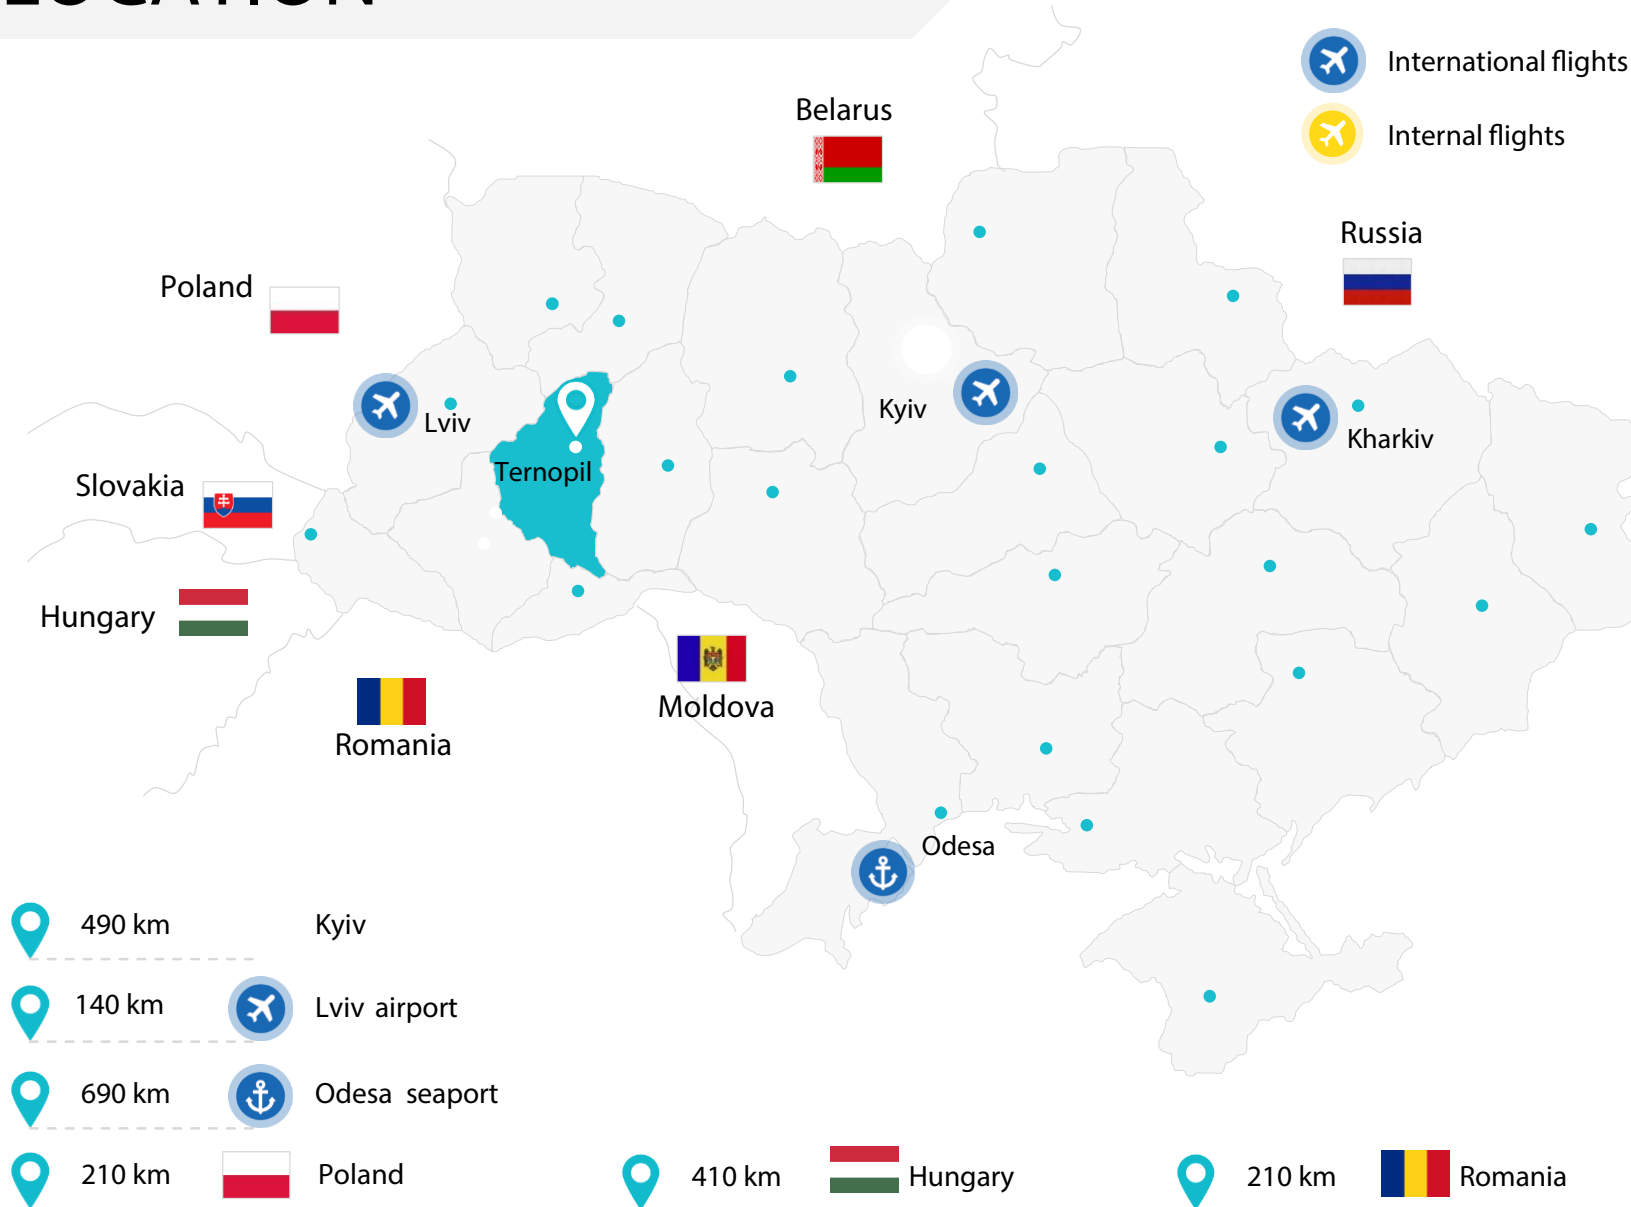 LOCATION
International flights
Internal flights
Belarus
Russia
Poland
Lviv
Kyiv
Kharkiv
Ternopil
Slovakia
Hungary
Moldova
Romania
Odesa
490 km Kyiv
140 km Lviv airport
690 km Odesa seaport
210 km Poland
410 km Hungary
210 km Romania